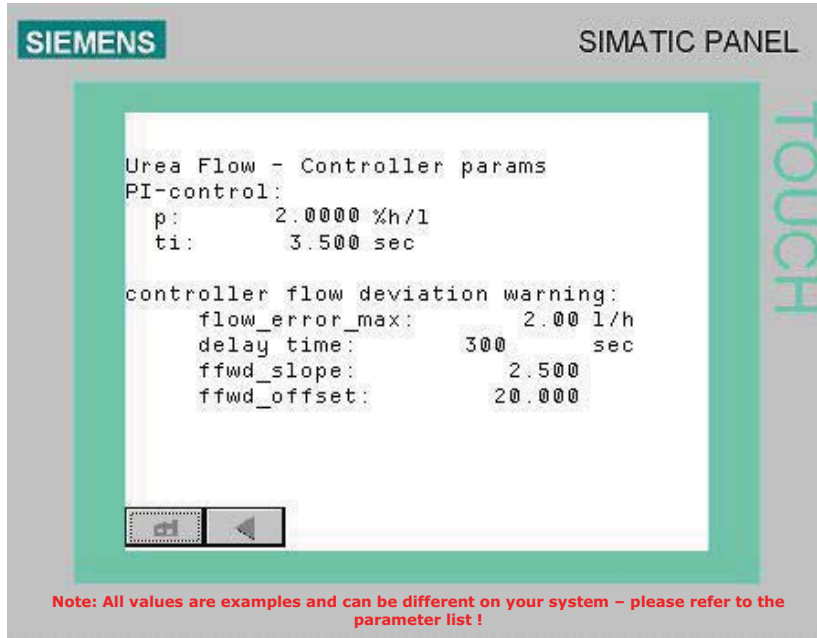 SIEMENS
SIMATIC PANEL
TOUCH
Urea Flow - Controller params
PI-control:
p: 2.0000 %h/l
ti: 3.500 sec
controller flow deviation warning:
flow_error_max: 2.00 l/h
delay time: 300 sec
ffwd_slope: 2.500
ffwd_offset: 20.000
Note: All values are examples and can be different on your system – please refer to the
parameter list !